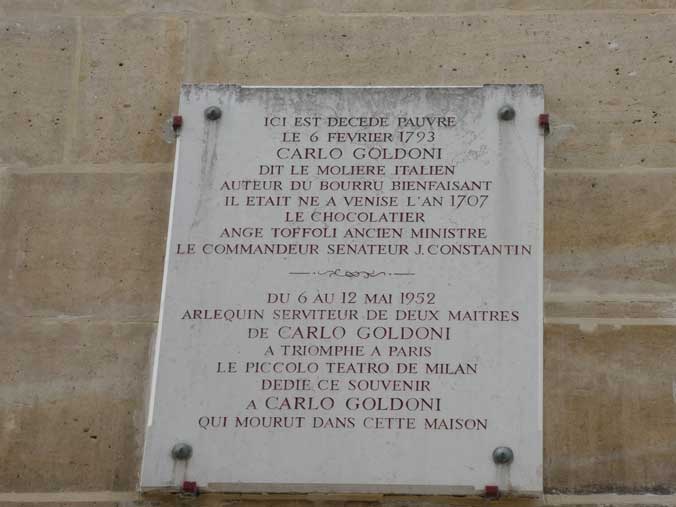 ICI EST DECEDE PAUVRE
LE 6 FEVRIER 1793
CARLO GOLDONI
DIT LE MOLIERE ITALIEN
AUTEUR DU BOURRU BIENFAISANT
IL ETAIT NE A VENISE L'AN 1707
LE CHOCOLATIER
ANGE TOFFOLI ANCIEN MINISTRE
LE COMMANDEUR SENATEUR J. CONSTANTIN
DU 6 AU 12 MAI 1952
ARLEQUIN SERVITEUR DE DEUX MAITRES
DE CARLO GOLDONI
A TRIOMPHE A PARIS
LE PICCOLO TEATRO DE MILAN
DEDIE CE SOUVENIR
A CARLO GOLDONI
QUI MOURUT DANS CETTE MAISON